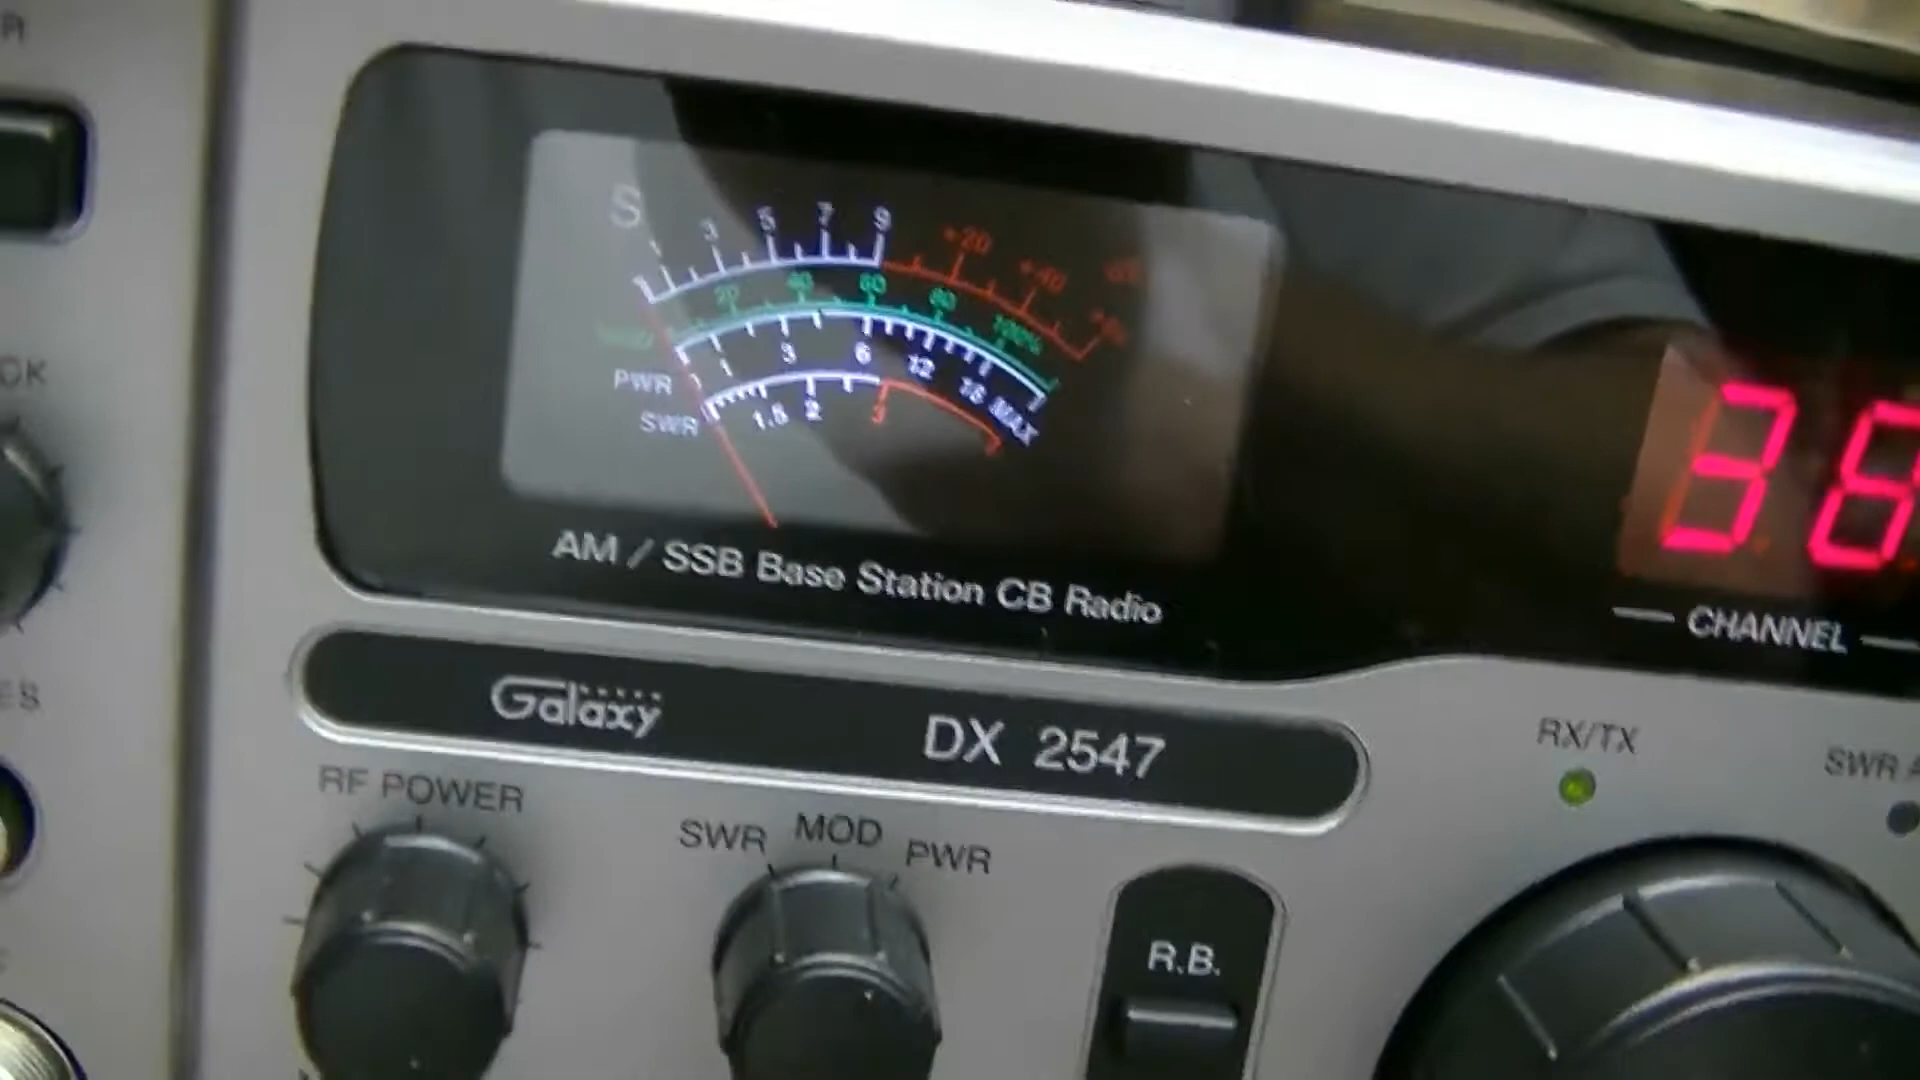 R
S 1 3 5 7 9 +20 +40
20 40 60 80 100%
PWR 1 3 6 12 18 MAX
SWR 1.5 2 3
38
CHANNEL
AM / SSB Base Station CB Radio
Galaxy DX 2547
RX/TX
SWR
RF POWER
SWR MOD PWR
R.B.